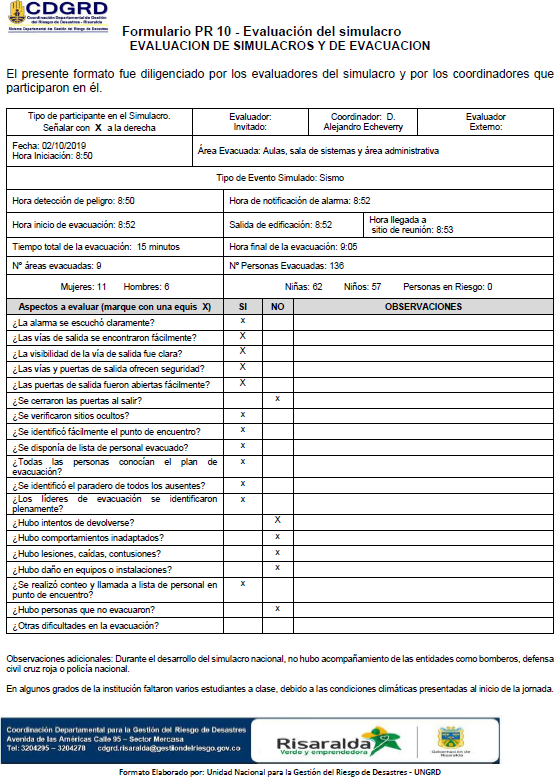 CDGRD
Coordinación Departamental para la Gestión
del Riesgo de Desastres - Risaralda
Sistema Departamental del Gestión del Riesgo de Desastres
Formulario PR 10 - Evaluación del simulacro
EVALUACION DE SIMULACROS Y DE EVACUACION
El presente formato fue diligenciado por los evaluadores del simulacro y por los coordinadores que
participaron en él.
Tipo de participante en el Simulacro.
Señalar con X a la derecha
Evaluador:
Invitado:
Coordinador: D.
Alejandro Echeverry
Evaluador
Externo:
Fecha: 02/10/2019
Hora Iniciación: 8:50
Área Evacuada: Aulas, sala de sistemas y área administrativa
Tipo de Evento Simulado: Sismo
Hora detección de peligro: 8:50
Hora de notificación de alarma: 8:52
Hora inicio de evacuación: 8:52
Salida de edificación: 8:52
Hora llegada a
sitio de reunión: 8:53
Tiempo total de la evacuación: 15 minutos
Hora final de la evacuación: 9:05
Nº áreas evacuadas: 9
Nº Personas Evacuadas: 136
Mujeres: 11 Hombres: 6
Niñas: 62 Niños: 57 Personas en Riesgo: 0
Aspectos a evaluar (marque con una equis X) SI NO OBSERVACIONES
¿La alarma se escuchó claramente? x
¿Las vías de salida se encontraron fácilmente? X
¿La visibilidad de la vía de salida fue clara? X
¿Las vías y puertas de salida ofrecen seguridad? X
¿Las puertas de salida fueron abiertas fácilmente? X
¿Se cerraron las puertas al salir? x
¿Se verificaron sitios ocultos? x
¿Se identificó fácilmente el punto de encuentro? x
¿Se disponía de lista de personal evacuado? x
¿Todas las personas conocían el plan de
evacuación? x
¿Se identificó el paradero de todos los ausentes? x
¿Los líderes de evacuación se identificaron
plenamente? x
¿Hubo intentos de devolverse? X
¿Hubo comportamientos inadaptados? x
¿Hubo lesiones, caídas, contusiones? x
¿Hubo daño en equipos o instalaciones? x
¿Se realizó conteo y llamada a lista de personal en
punto de encuentro? x
¿Hubo personas que no evacuaron? x
¿Otras dificultades en la evacuación?
Observaciones adicionales: Durante el desarrollo del simulacro nacional, no hubo acompañamiento de las entidades como bomberos, defensa
civil cruz roja o policía nacional.
En algunos grados de la institución faltaron varios estudiantes a clase, debido a las condiciones climáticas presentadas al inicio de la jornada.
Coordinación Departamental para la Gestión del Riesgo de Desastres
Avenida de las Américas Calle 95 – Sector Mercasa
Tel: 3204295 – 3204278 cdgrd.risaralda@gestiondelriesgo.gov.co
Risaralda
Verde y emprendedora
Gobernación
de Risaralda
Formato Elaborado por: Unidad Nacional para la Gestión del Riesgo de Desastres - UNGRD